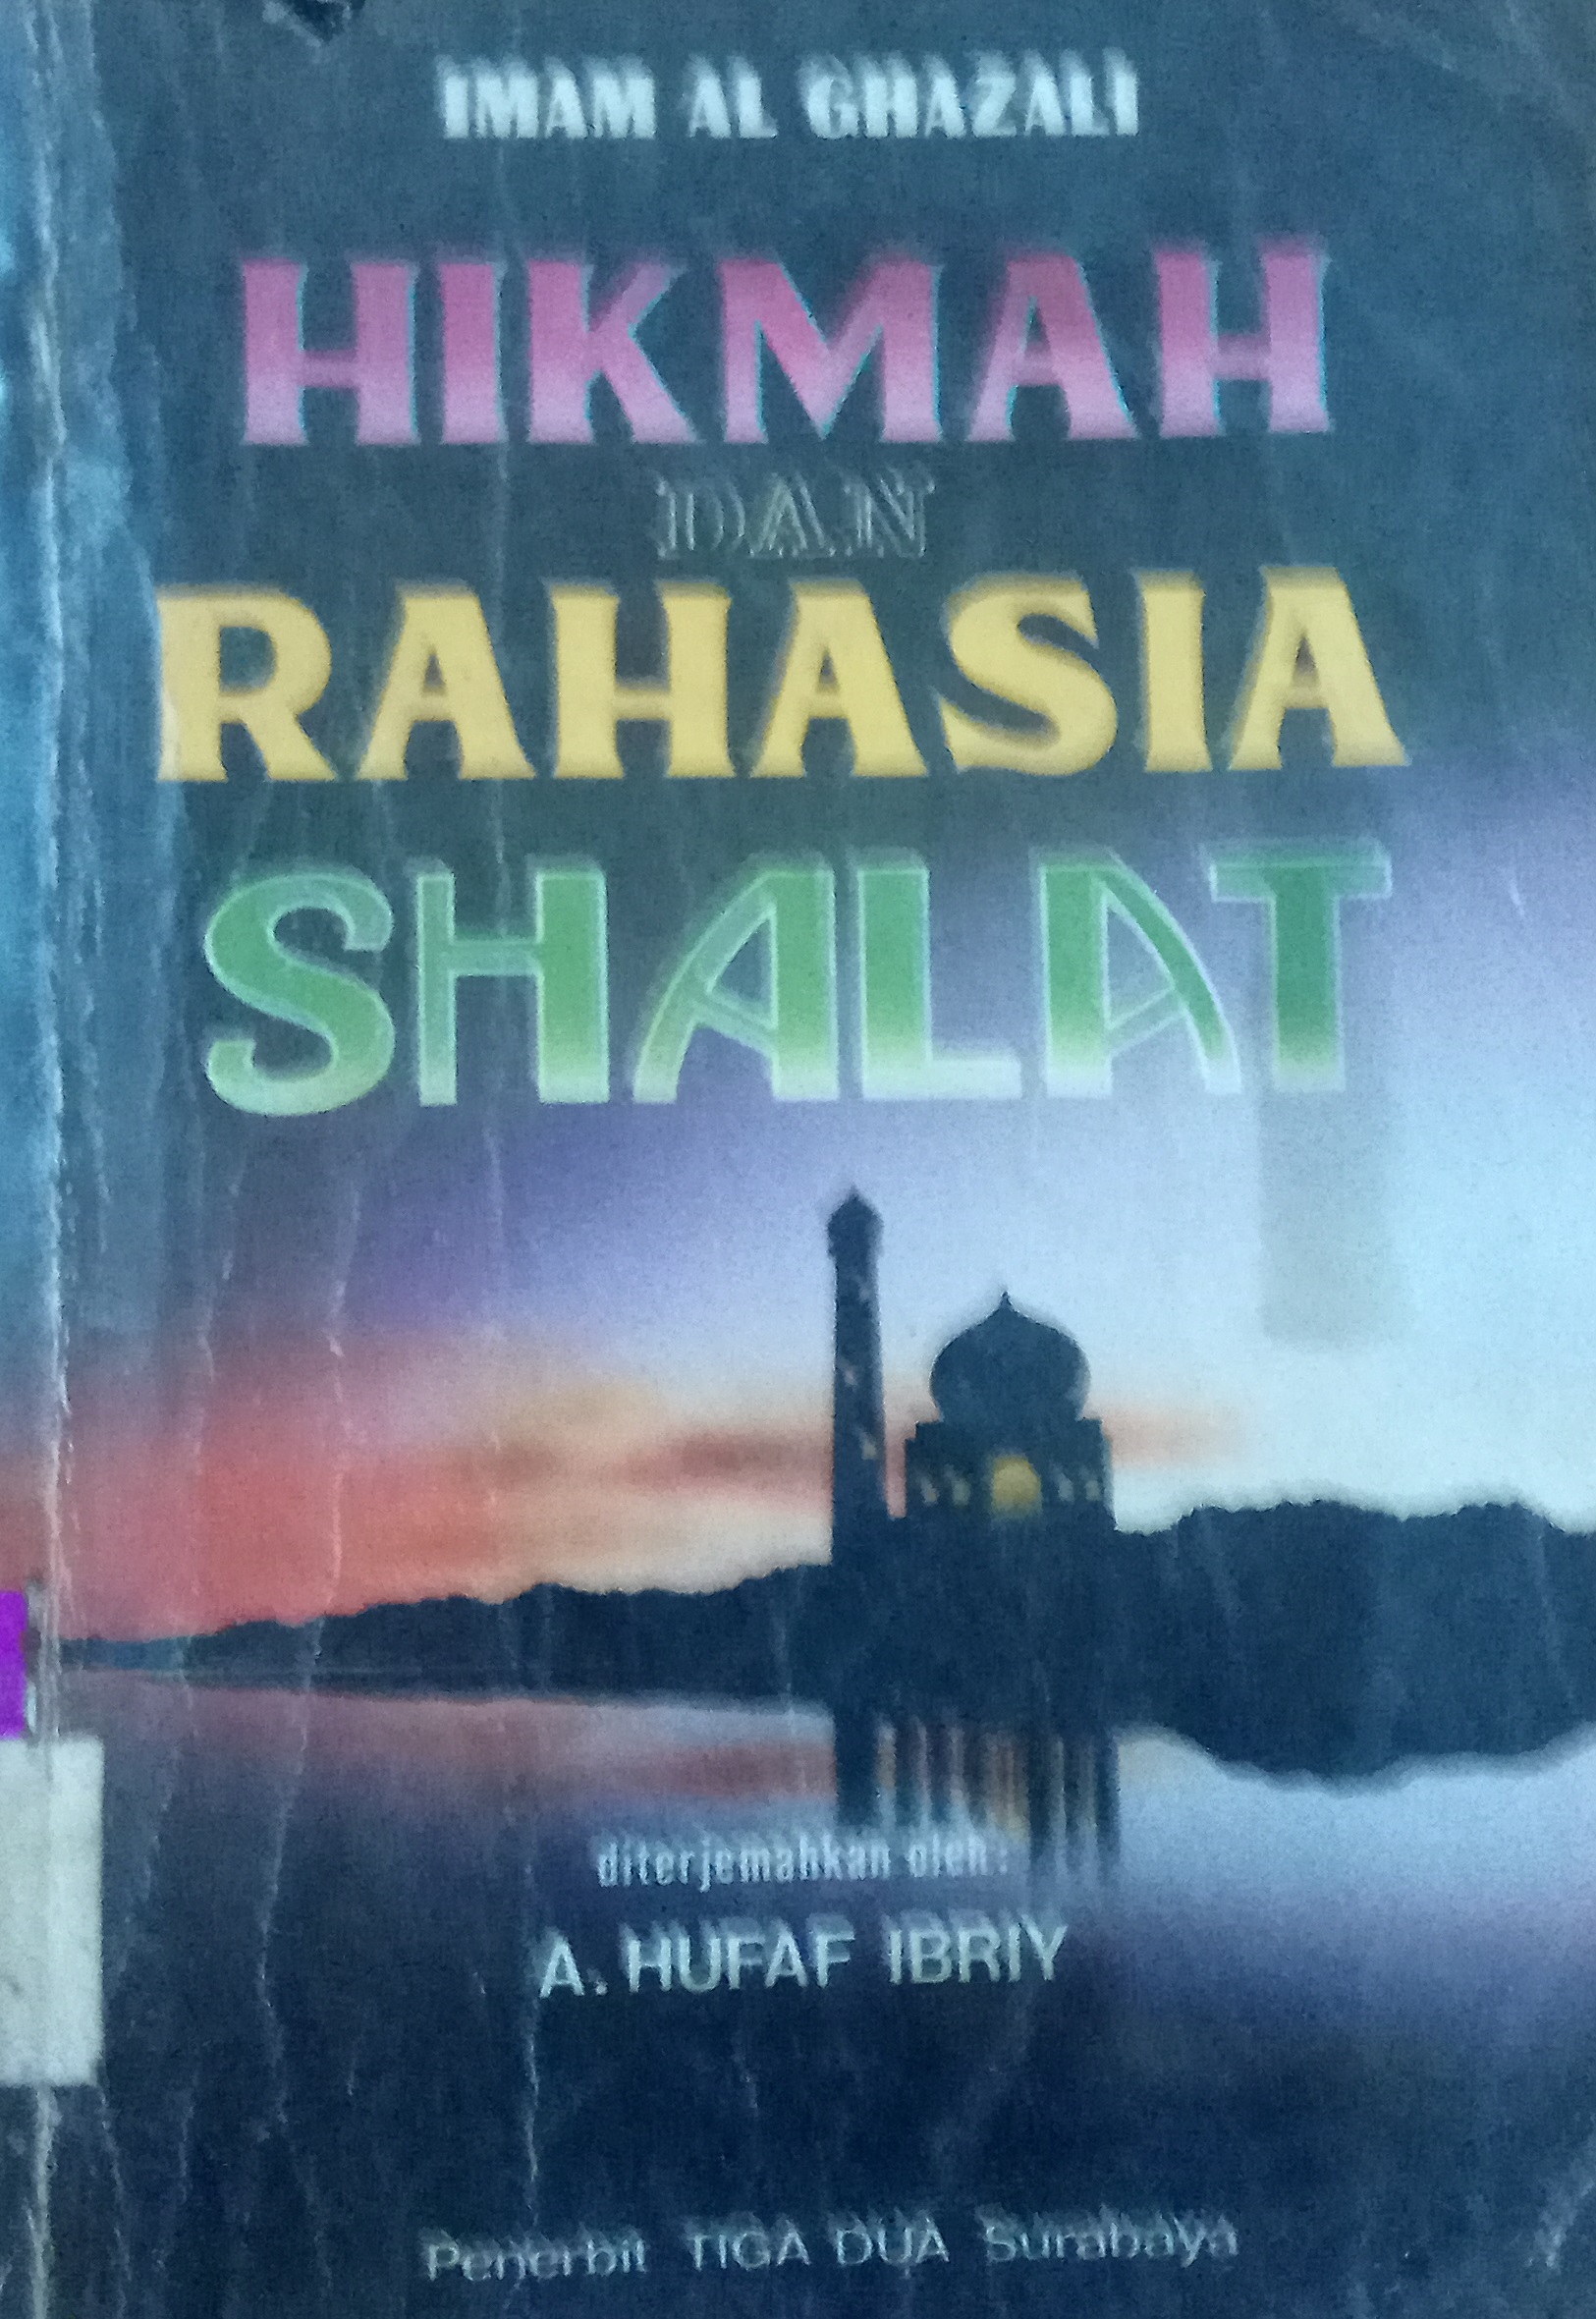 IMAM AL GHAZALI
HIKMAH
DAN
RAHASIA
SHALAT
diterjemahkan oleh:
A. HUFAF IBRIY
Penerbit TIGA DUA Surabaya